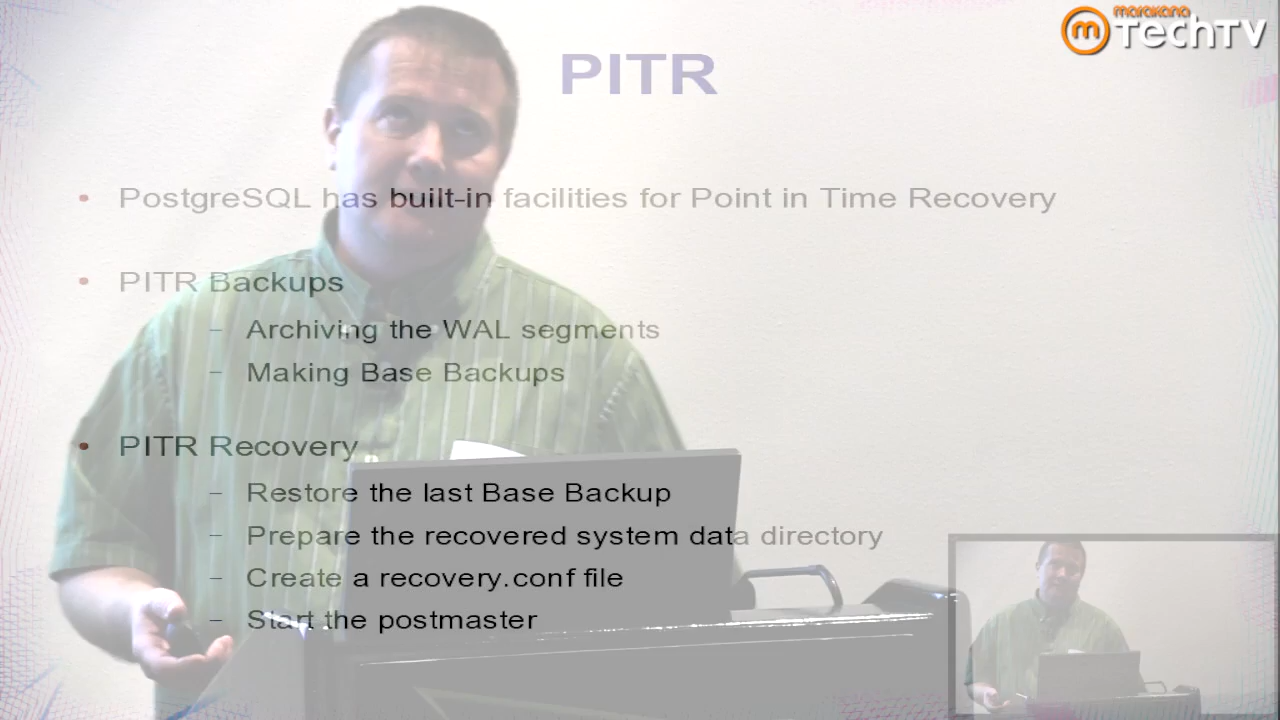 marakana
TechTV
PITR
• PostgreSQL has built-in facilities for Point in Time Recovery
• PITR Backups
– Archiving the WAL segments
– Making Base Backups
• PITR Recovery
– Restore the last Base Backup
– Prepare the recovered system data directory
– Create a recovery.conf file
– Start the postmaster